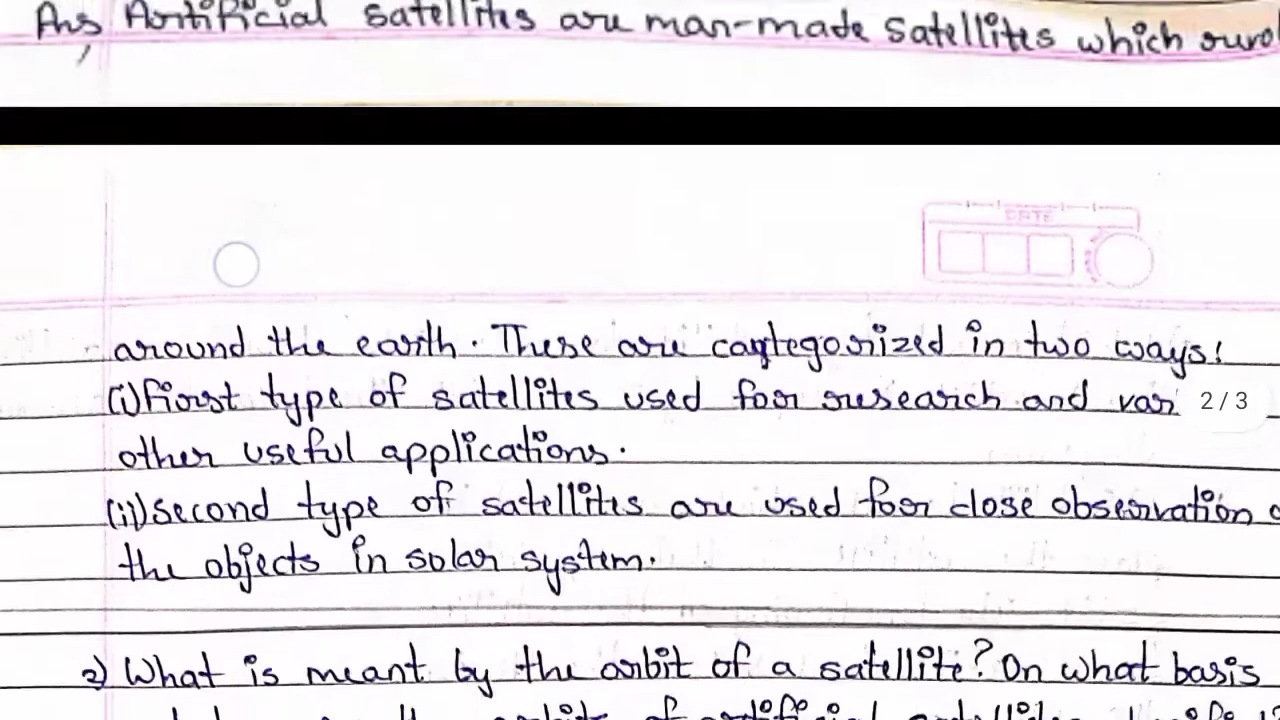 Ans Artificial satellites are man-made satellites which
DATE
around the earth. These are categorized in two ways:
(i) First type of satellites used for research and
2 / 3
other useful applications.
(ii) second type of satellites are used for close observation
the objects in solar system.
2) What is meant by the orbit of a satellite? On what basis